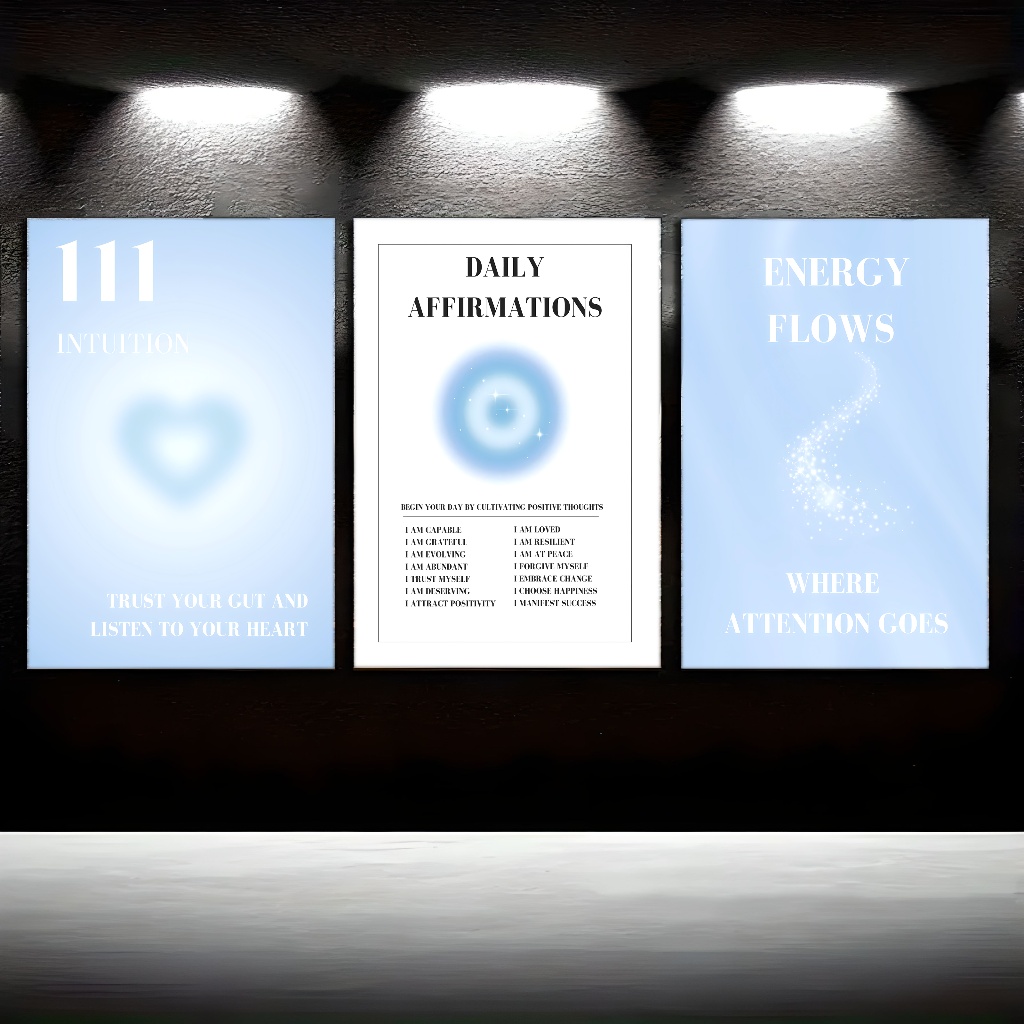 111
INTUITION
TRUST YOUR GUT AND
LISTEN TO YOUR HEART
DAILY
AFFIRMATIONS
BEGIN YOUR DAY BY CULTIVATING POSITIVE THOUGHTS
I AM CAPABLE
I AM GRATEFUL
I AM EVOLVING
I AM ABUNDANT
I TRUST MYSELF
I AM DESERVING
I ATTRACT POSITIVITY
I AM LOVED
I AM RESILIENT
I AM AT PEACE
I FORGIVE MYSELF
I EMBRACE CHANGE
I CHOOSE HAPPINESS
I MANIFEST SUCCESS
ENERGY
FLOWS
WHERE
ATTENTION GOES